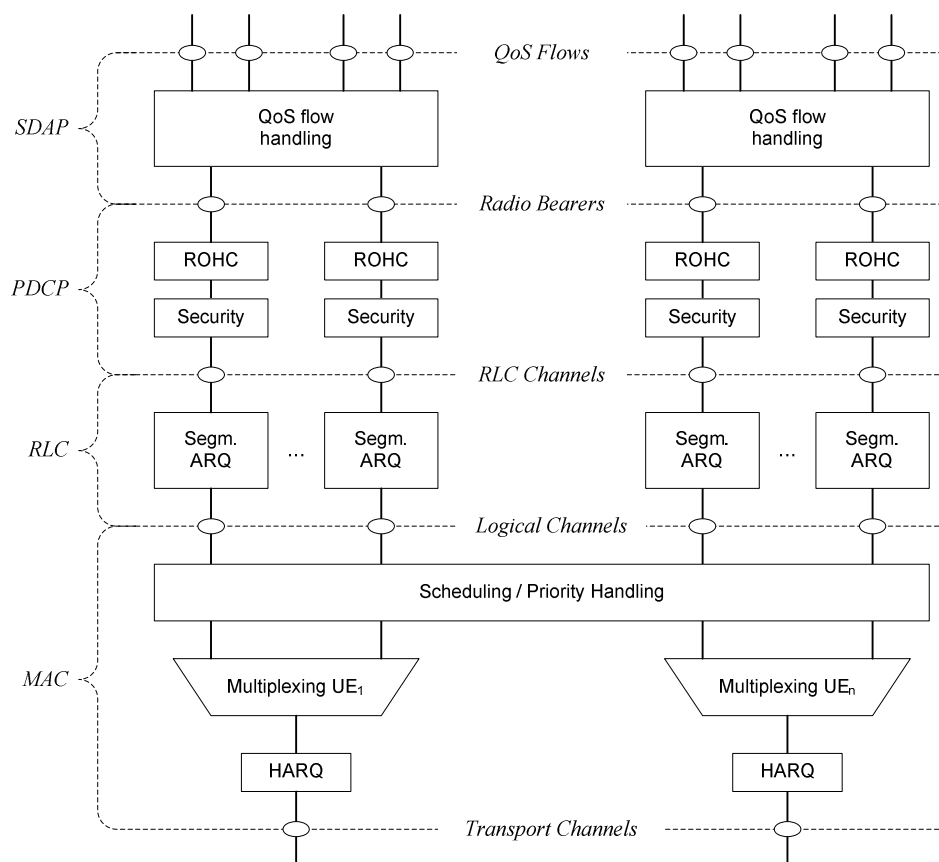 QoS Flows
SDAP
QoS flow
handling
QoS flow
handling
Radio Bearers
PDCP
ROHC
ROHC
ROHC
ROHC
Security
Security
Security
Security
RLC Channels
RLC
Segm.
ARQ
...
Segm.
ARQ
Segm.
ARQ
...
Segm.
ARQ
Logical Channels
Scheduling / Priority Handling
MAC
Multiplexing UE1
Multiplexing UEn
HARQ
HARQ
Transport Channels